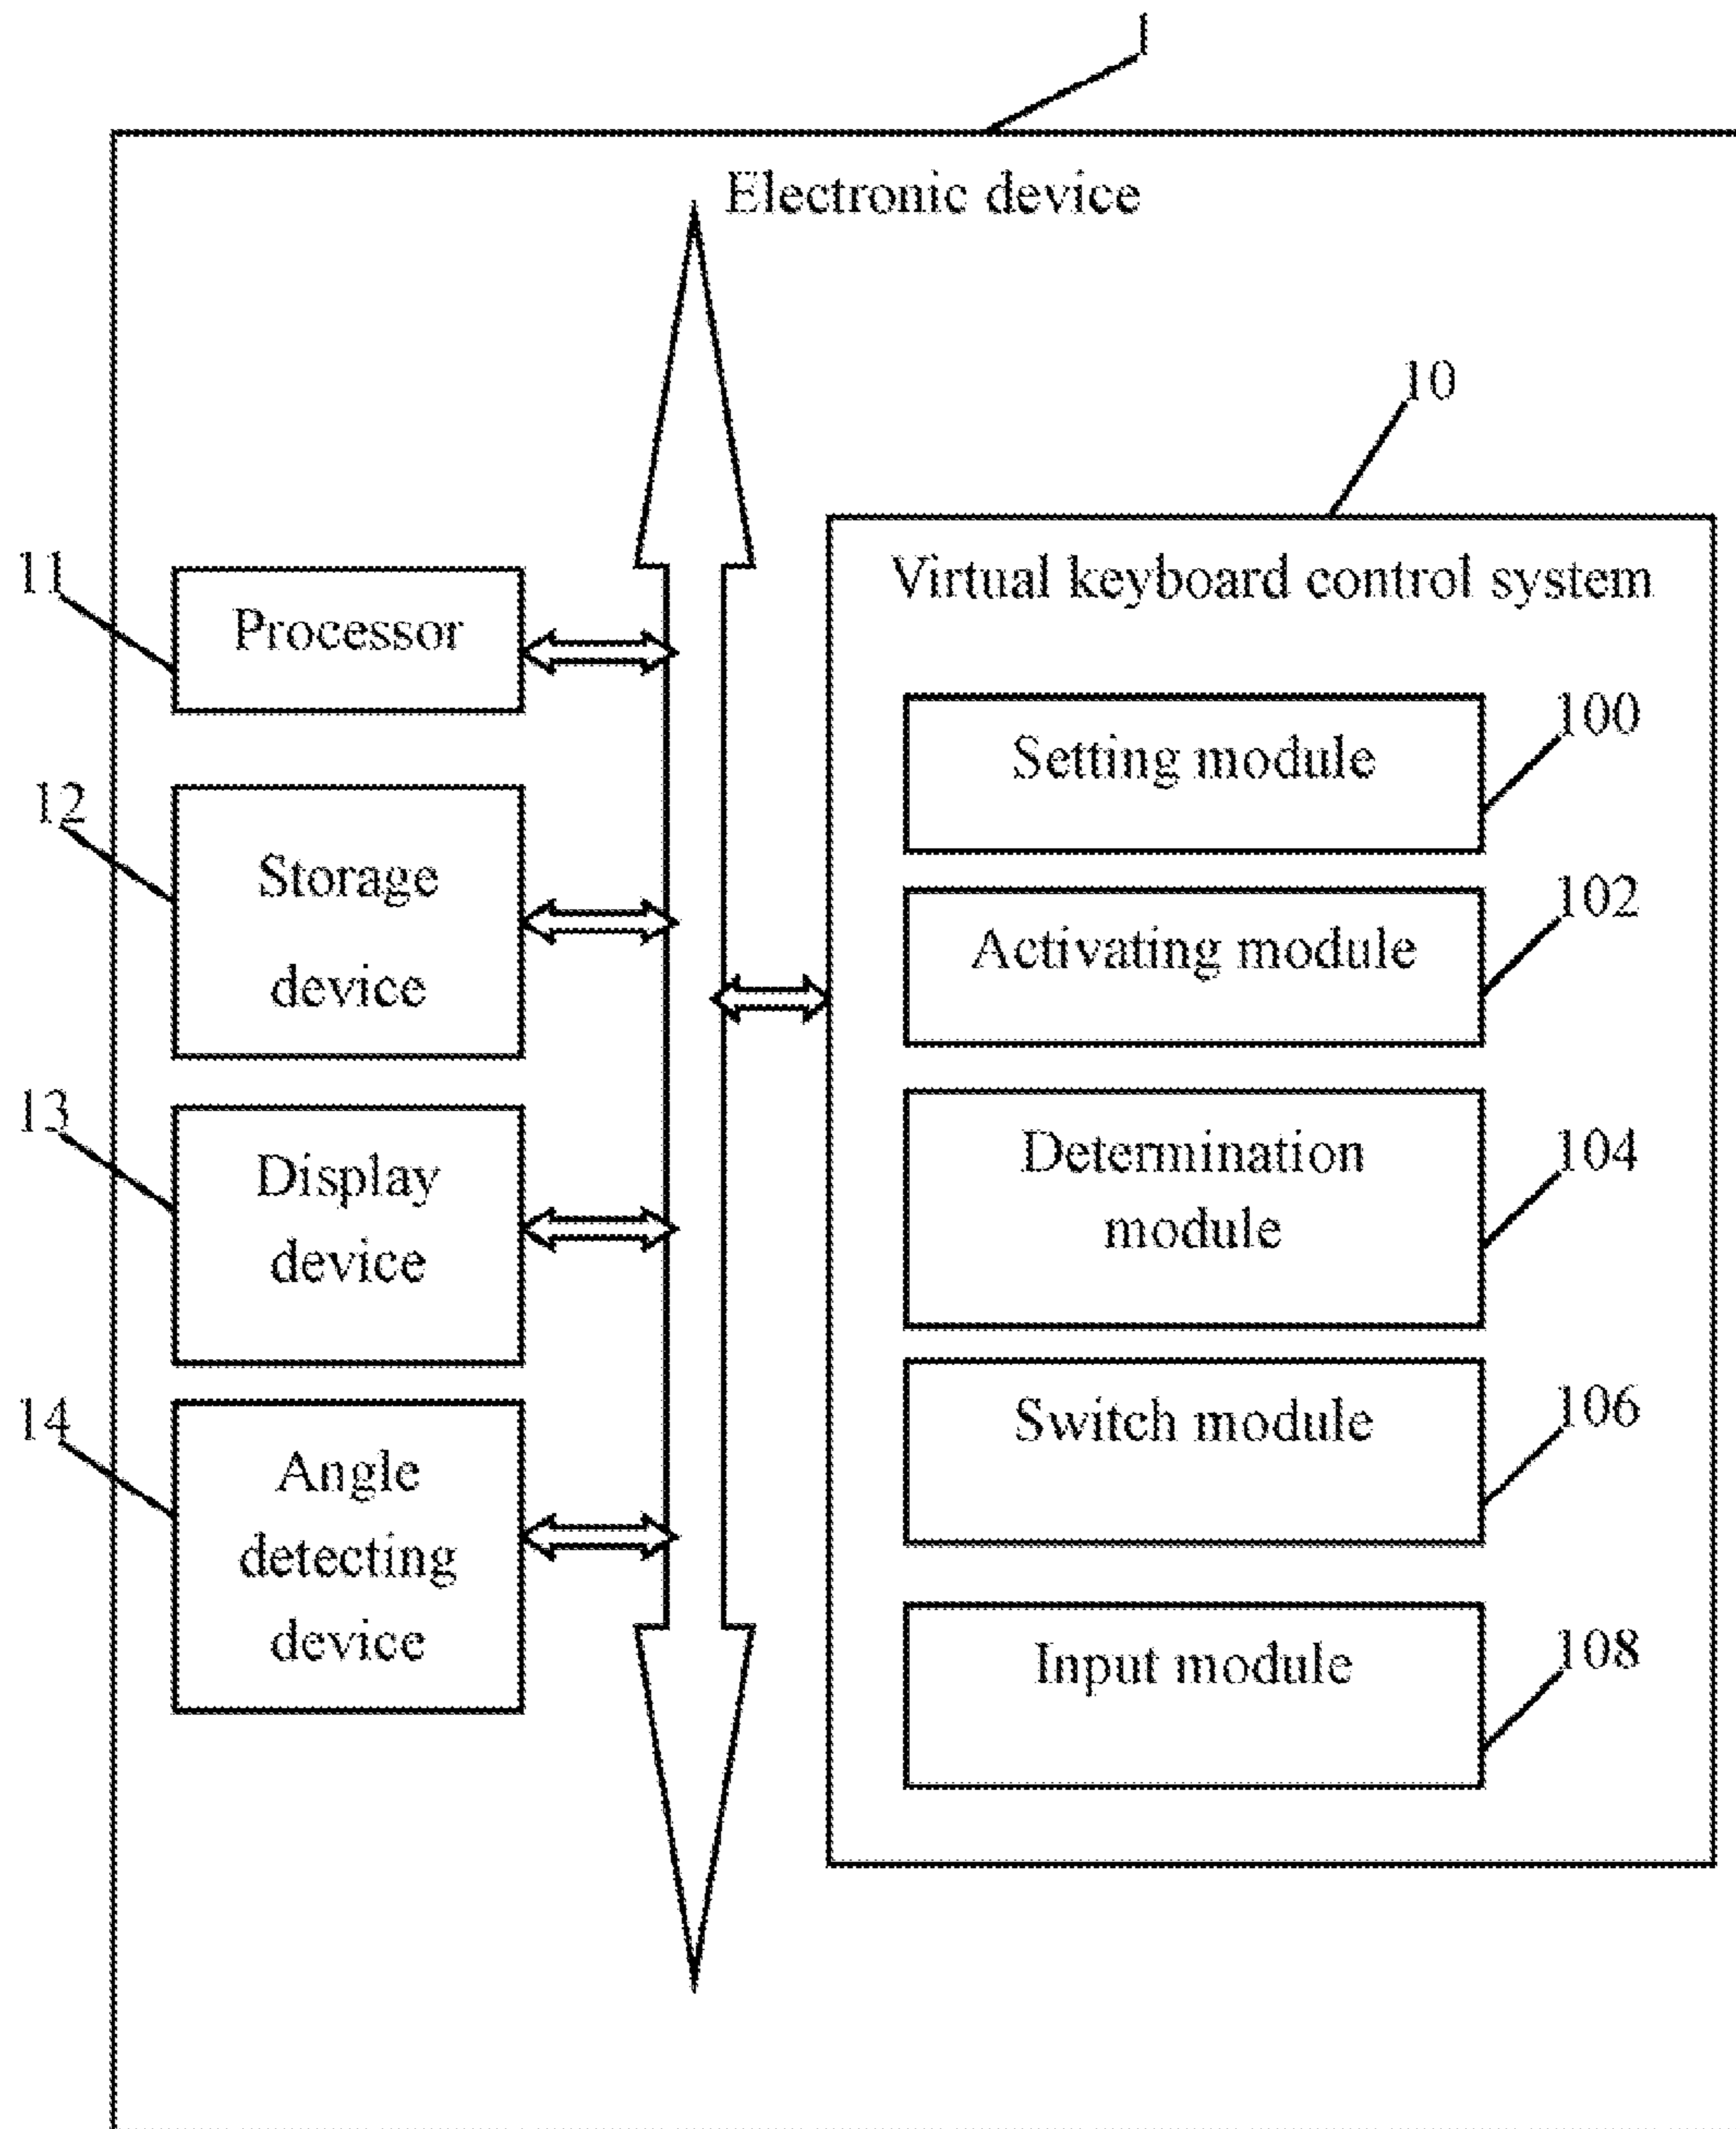 1
Electronic device
10
Virtual keyboard control system
11
Processor
100
Setting module
12
Storage
device
102
Activating module
13
Display
device
104
Determination
module
14
Angle
detecting
device
106
Switch module
108
Input module